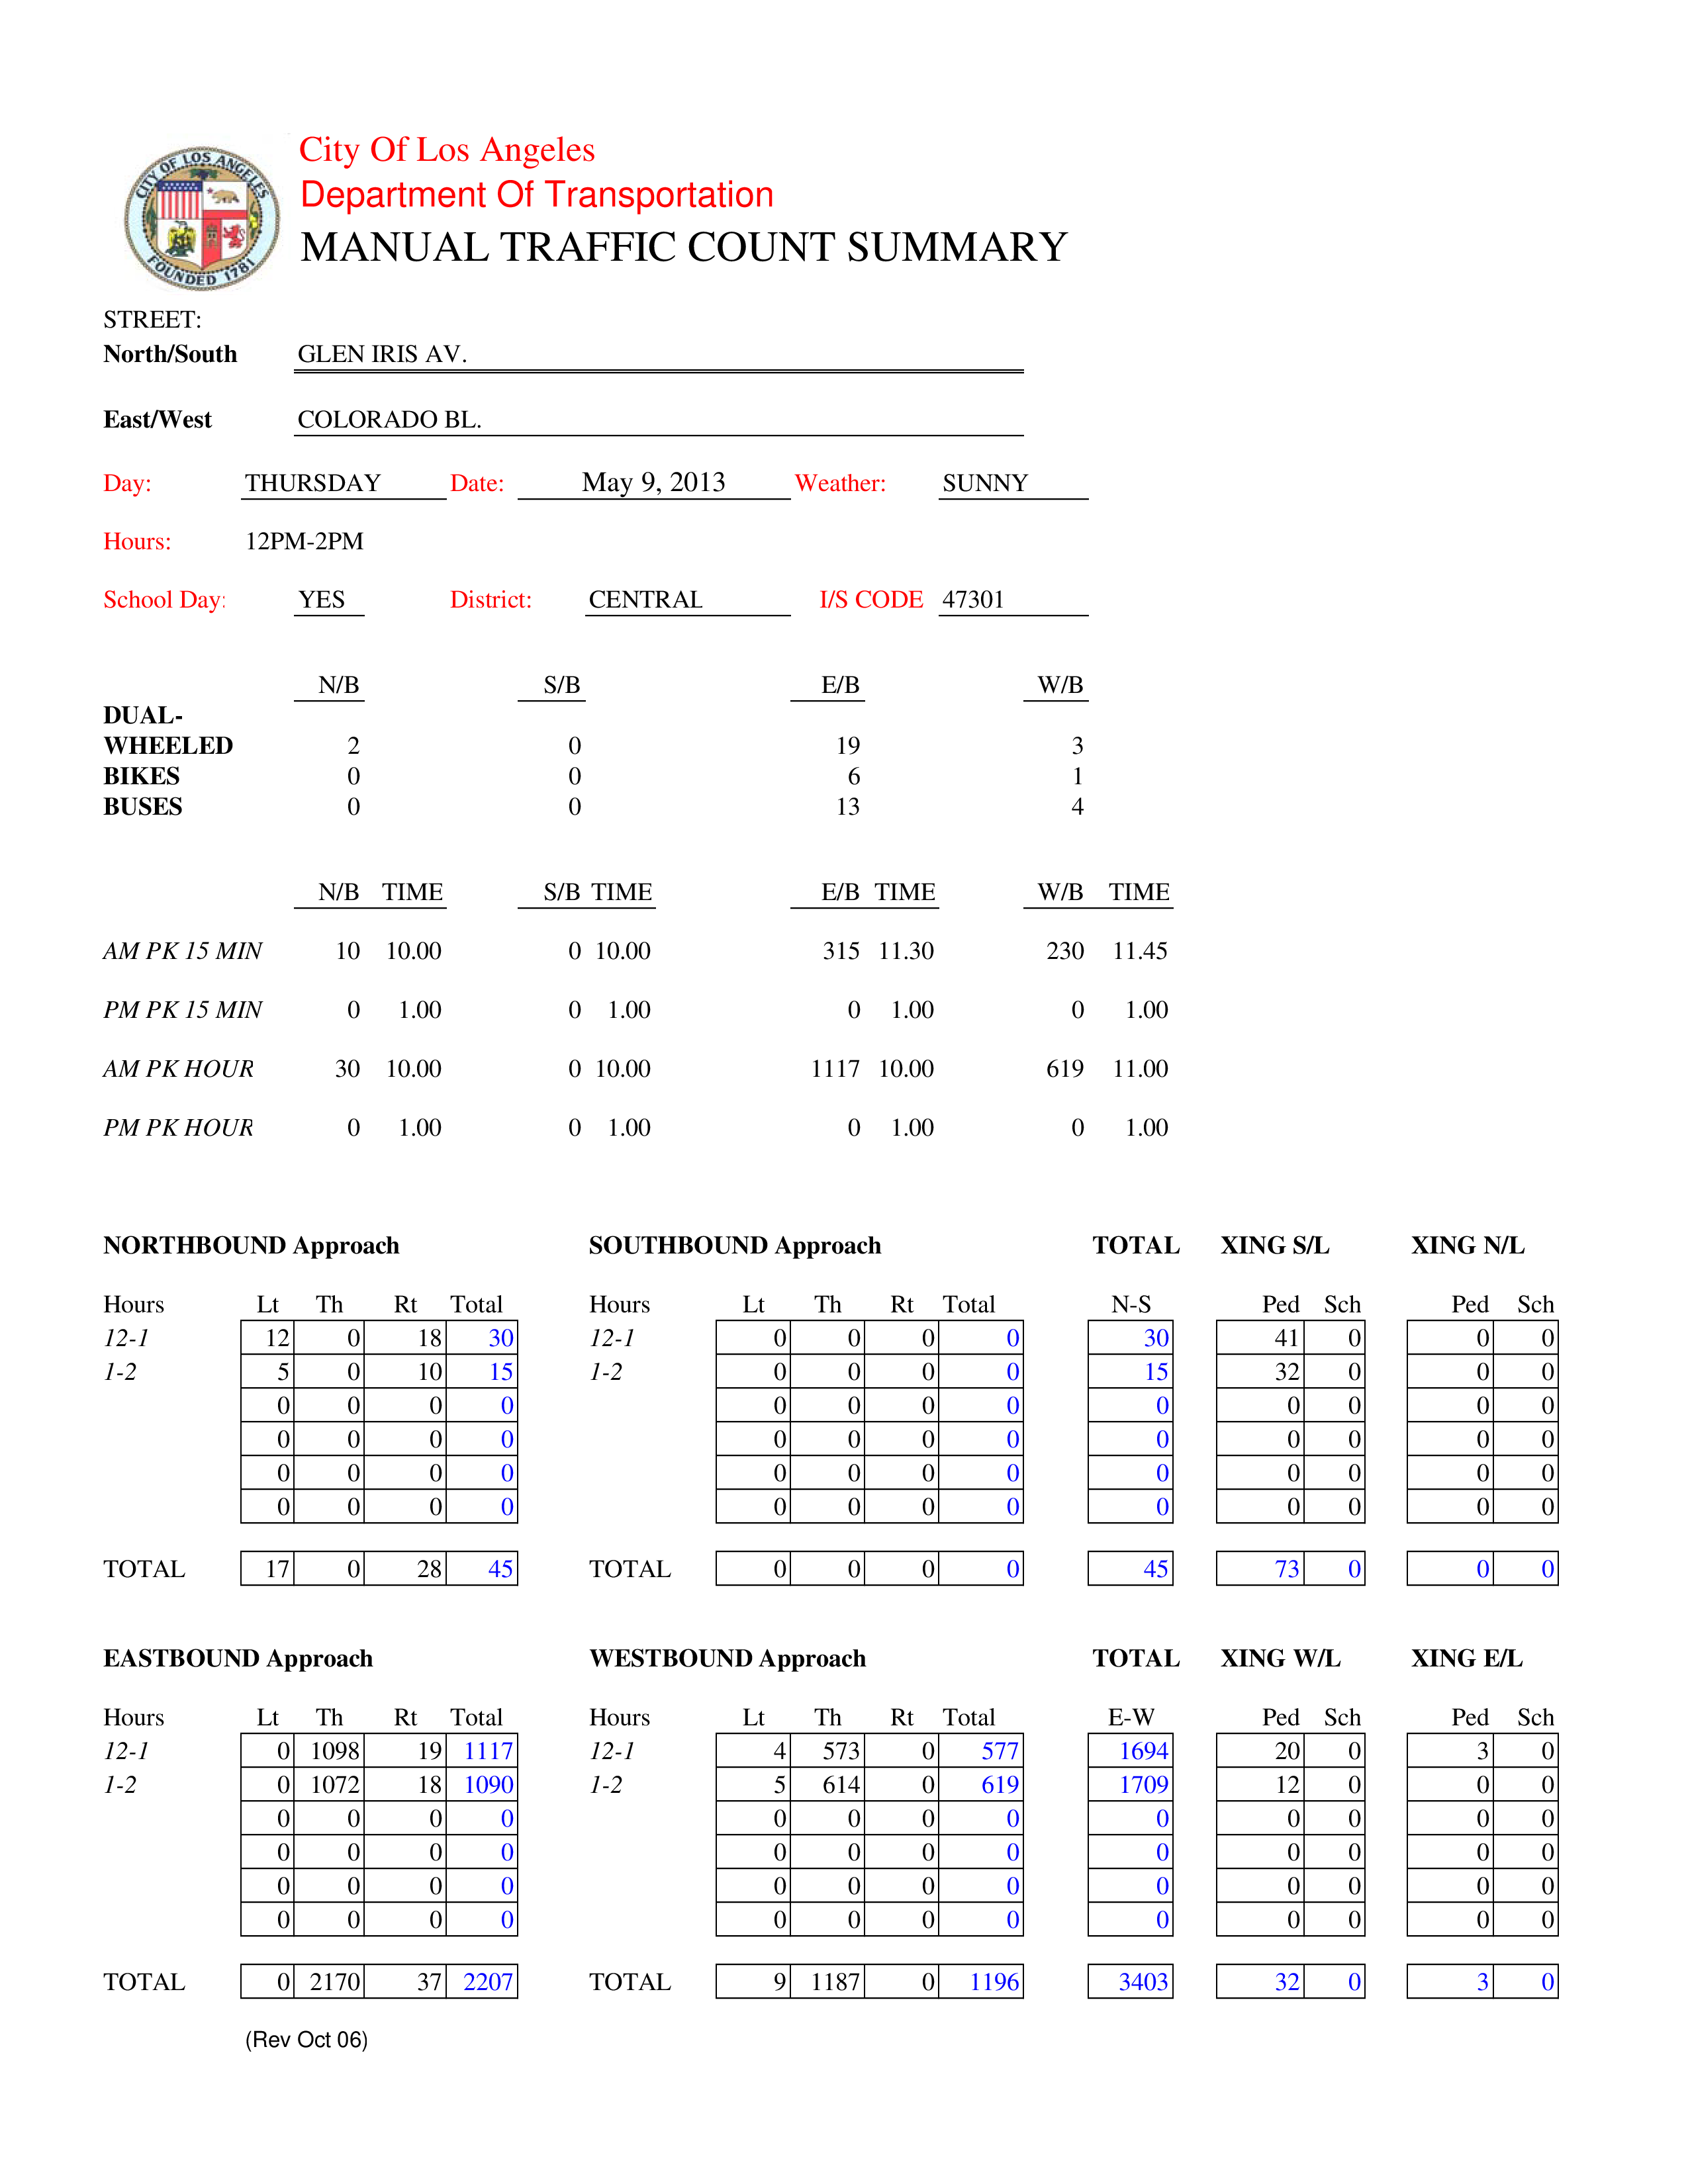 CITY OF LOS ANGELES
FOUNDED 1781
City Of Los Angeles
Department Of Transportation
MANUAL TRAFFIC COUNT SUMMARY
STREET:
North/South GLEN IRIS AV.
East/West COLORADO BL.
Day: THURSDAY Date: May 9, 2013 Weather: SUNNY
Hours: 12PM-2PM
School Day: YES District: CENTRAL I/S CODE 47301
N/B S/B E/B W/B
DUAL-
WHEELED 2 0 19 3
BIKES 0 0 6 1
BUSES 0 0 13 4
N/B TIME S/B TIME E/B TIME W/B TIME
AM PK 15 MIN 10 10.00 0 10.00 315 11.30 230 11.45
PM PK 15 MIN 0 1.00 0 1.00 0 1.00 0 1.00
AM PK HOUR 30 10.00 0 10.00 1117 10.00 619 11.00
PM PK HOUR 0 1.00 0 1.00 0 1.00 0 1.00
NORTHBOUND Approach SOUTHBOUND Approach TOTAL XING S/L XING N/L
Hours Lt Th Rt Total Hours Lt Th Rt Total N-S Ped Sch Ped Sch
12-1 12 0 18 30 12-1 0 0 0 0 30 41 0 0 0
1-2 5 0 10 15 1-2 0 0 0 0 15 32 0 0 0
0 0 0 0 0 0 0 0 0 0 0 0 0
0 0 0 0 0 0 0 0 0 0 0 0 0
0 0 0 0 0 0 0 0 0 0 0 0 0
0 0 0 0 0 0 0 0 0 0 0 0 0
TOTAL 17 0 28 45 TOTAL 0 0 0 0 45 73 0 0 0
EASTBOUND Approach WESTBOUND Approach TOTAL XING W/L XING E/L
Hours Lt Th Rt Total Hours Lt Th Rt Total E-W Ped Sch Ped Sch
12-1 0 1098 19 1117 12-1 4 573 0 577 1694 20 0 3 0
1-2 0 1072 18 1090 1-2 5 614 0 619 1709 12 0 0 0
0 0 0 0 0 0 0 0 0 0 0 0 0
0 0 0 0 0 0 0 0 0 0 0 0 0
0 0 0 0 0 0 0 0 0 0 0 0 0
0 0 0 0 0 0 0 0 0 0 0 0 0
TOTAL 0 2170 37 2207 TOTAL 9 1187 0 1196 3403 32 0 3 0
(Rev Oct 06)